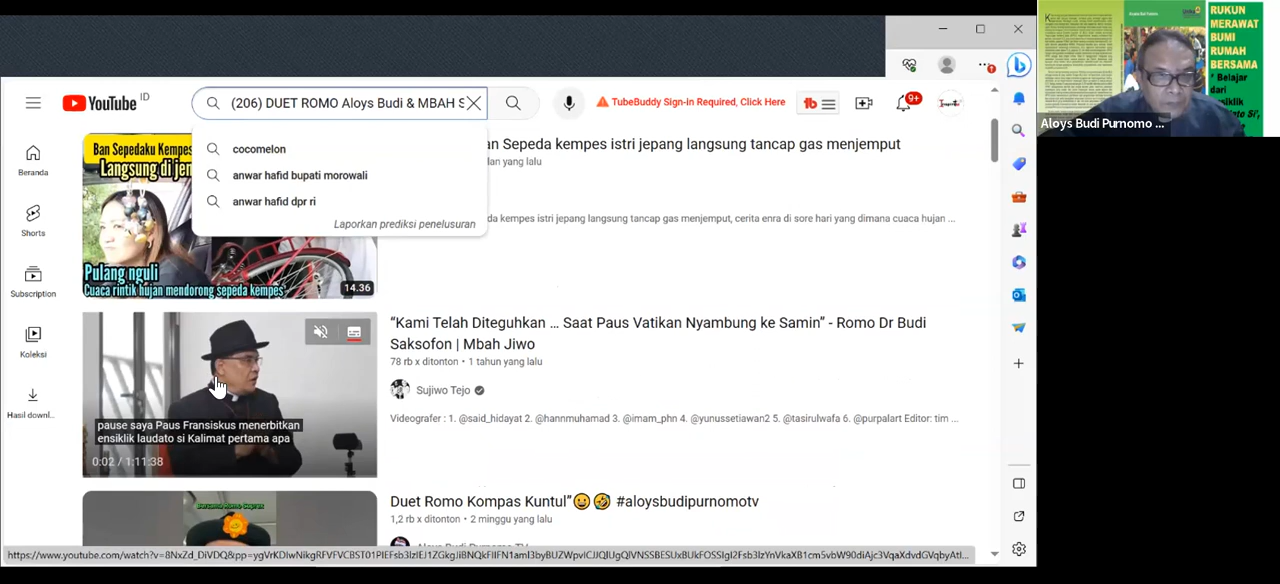 YouTube ID
(206) DUET ROMO Aloys Budi & MBAH S
TubeBuddy Sign-in Required, Click Here
tb
9+
cocomelon
anwar hafid bupati morowali
anwar hafid dpr ri
Laporkan prediksi penelusuran
Beranda
Shorts
Subscription
Koleksi
Hasil downl...
Ban Sepedaku Kempes
Langsung di jem
Pulang nguli
Cuaca rintik hujan mendorong sepeda kempes
14.36
an Sepeda kempes istri jepang langsung tancap gas menjemput
lan yang lalu
da kempes istri jepang langsung tancap gas menjemput, cerita enra di sore hari yang dimana cuaca hujan ...
pause saya Paus Fransiskus menerbitkan
ensiklik laudato si Kalimat pertama apa
0:02 / 1:11:38
“Kami Telah Diteguhkan ... Saat Paus Vatikan Nyambung ke Samin” - Romo Dr Budi
Saksofon | Mbah Jiwo
78 rb x ditonton • 1 tahun yang lalu
Sujiwo Tejo
Videografer : 1. @said_hidayat 2. @hannmuhamad 3. @imam_phn 4. @yunussetiawan2 5. @tasirulwafa 6. @purpalart Editor: tim ...
Duet Romo Kompas Kuntul”😀🤣 #aloysbudipurnomotv
1,2 rb x ditonton • 2 minggu yang lalu
RUKUN
MERAWAT
BUMI
RUMAH
BERSAMA
* Belajar
dari
Aloys Budi Purnomo ...